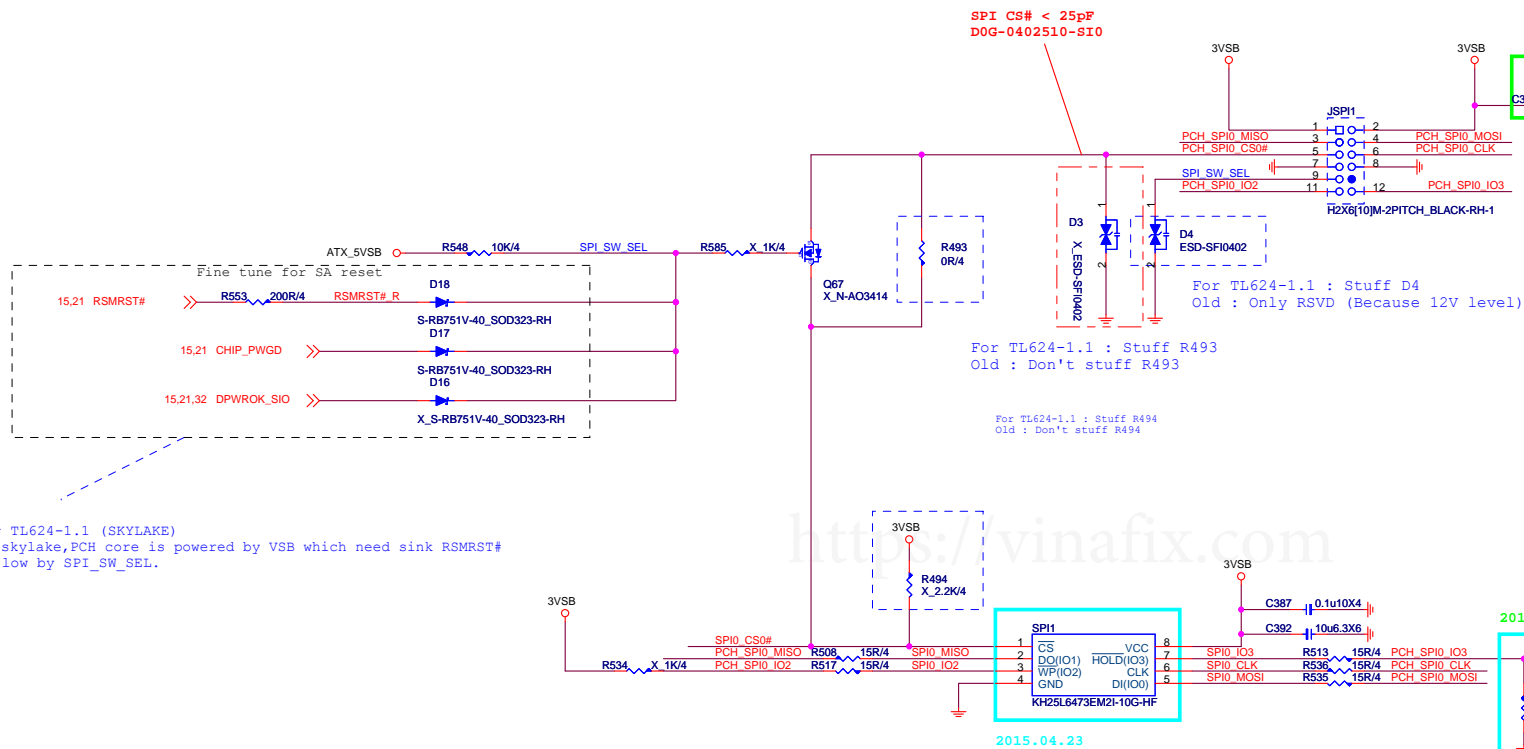 SPI CS# < 25pF
D0G-0402510-SI0
3VSB
3VSB
JSPI1
1
2
PCH_SPI0_MISO
3
4
PCH_SPI0_MOSI
PCH_SPI0_CS0#
5
6
PCH_SPI0_CLK
7
8
SPI_SW_SEL
9
PCH_SPI0_IO2
11
12
PCH_SPI0_IO3
H2X6[10]M-2PITCH_BLACK-RH-1
ATX_5VSB
R548
10K/4
SPI_SW_SEL
R585
X_1K/4
Q67
X_N-AO3414
R493
0R/4
D3
X_ESD-SFI0402
1
2
D4
ESD-SFI0402
1
2
For TL624-1.1 : Stuff D4
Old : Only RSVD (Because 12V level)
Fine tune for SA reset
15,21 RSMRST#
R553
200R/4
RSMRST#_R
D18
S-RB751V-40_SOD323-RH
15,21 CHIP_PWGD
D17
S-RB751V-40_SOD323-RH
15,21,32 DPWROK_SIO
D16
X_S-RB751V-40_SOD323-RH
For TL624-1.1 : Stuff R493
Old : Don't stuff R493
For TL624-1.1 : Stuff R494
Old : Don't stuff R494
TL624-1.1 (SKYLAKE)
skylake,PCH core is powered by VSB which need sink RSMRST#
low by SPI_SW_SEL.
https://vinafix.com
3VSB
R494
X_2.2K/4
3VSB
3VSB
C387
0.1u10X4
C392
10u6.3X6
SPI0_CS0#
PCH_SPI0_MISO
R508
15R/4
SPI0_MISO
R534
X_1K/4
PCH_SPI0_IO2
R517
15R/4
SPI0_IO2
SPI1
1
CS
VCC
8
2
DO(IO1)
HOLD(IO3)
7
3
WP(IO2)
CLK
6
4
GND
DI(IO0)
5
KH25L6473EM2I-10G-HF
SPI0_IO3
R513
15R/4
PCH_SPI0_IO3
SPI0_CLK
R536
15R/4
PCH_SPI0_CLK
SPI0_MOSI
R535
15R/4
PCH_SPI0_MOSI
2015.04.23